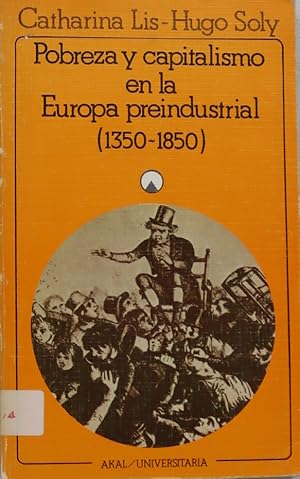 Catharina Lis-Hugo Soly
Pobreza y capitalismo
en la
Europa preindustrial
(1350-1850)
AKAL/UNIVERSITARIA